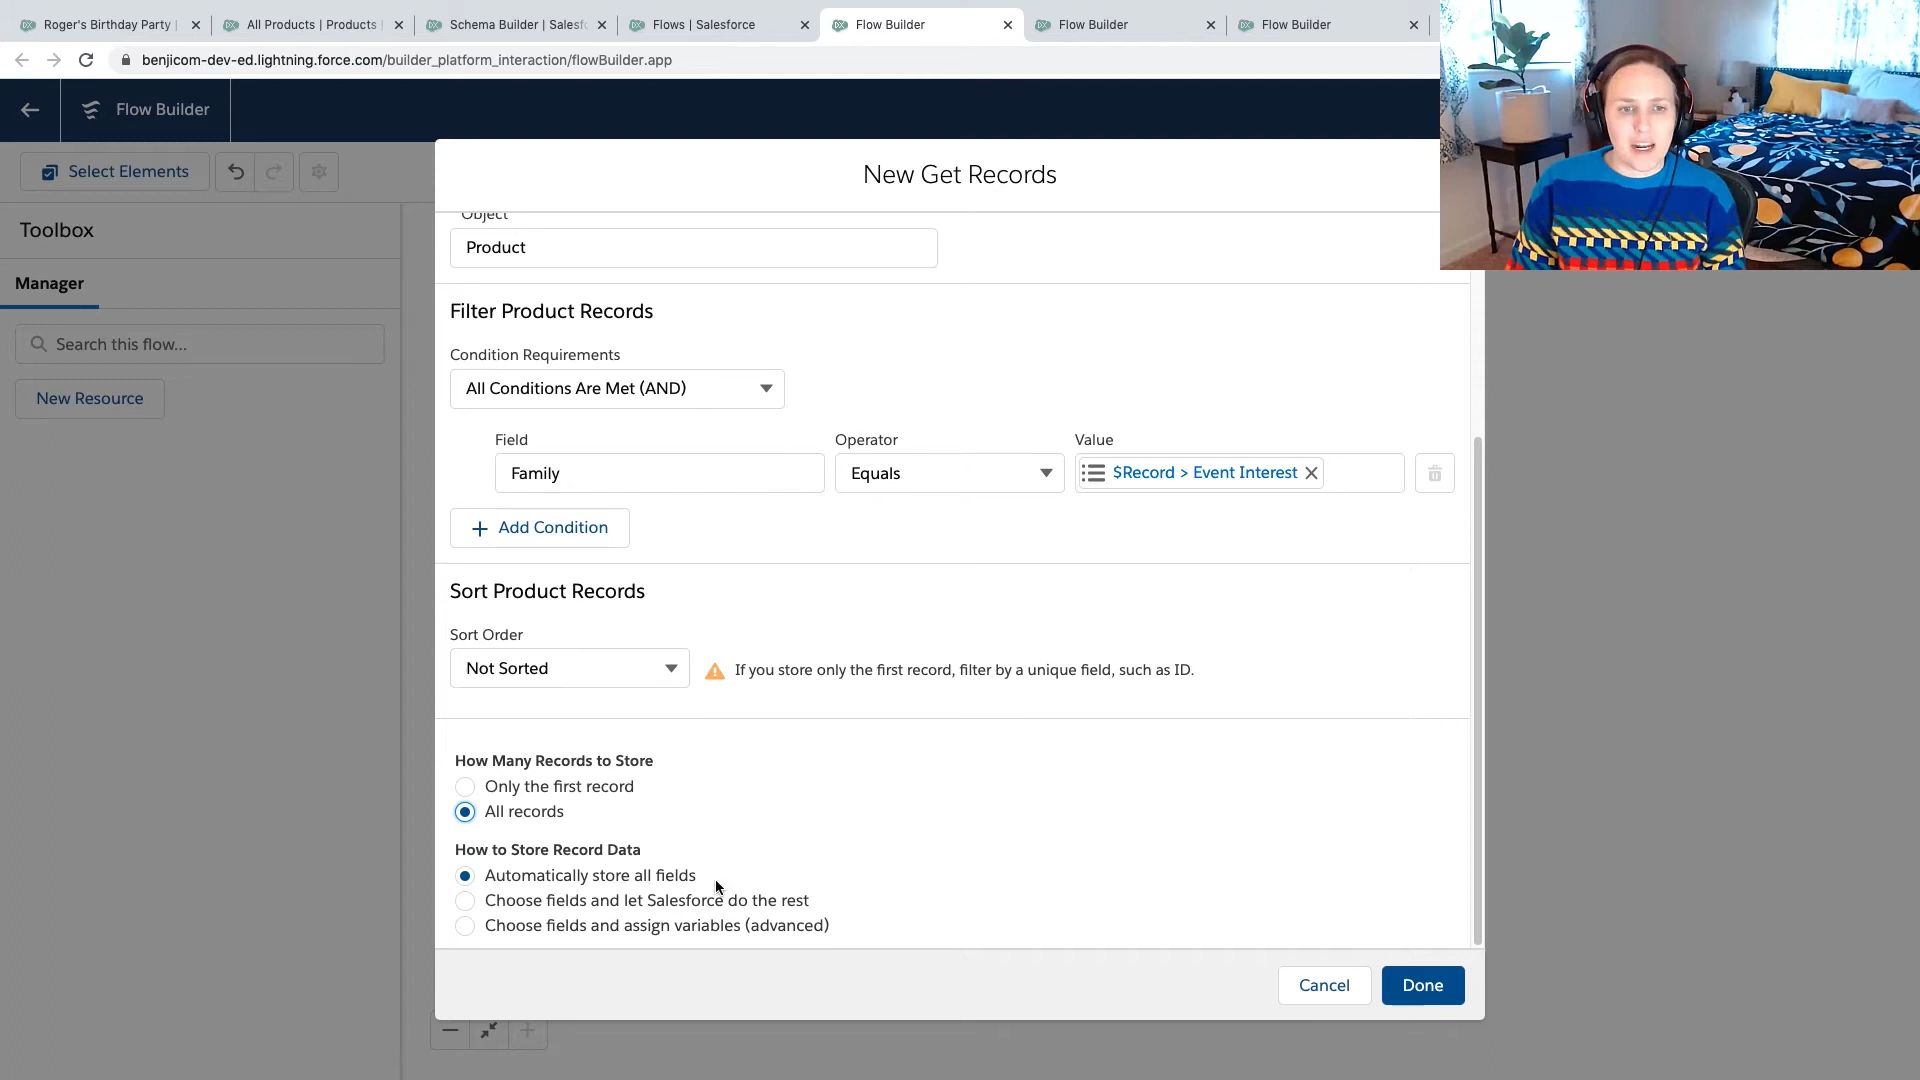 Roger's Birthday Party |
All Products | Products
Schema Builder | Salesf
Flows | Salesforce
Flow Builder
Flow Builder
Flow Builder
benjicom-dev-ed.lightning.force.com/builder_platform_interaction/flowBuilder.app
Flow Builder
Select Elements
Toolbox
Manager
Search this flow...
New Resource
New Get Records
Object
Product
Filter Product Records
Condition Requirements
All Conditions Are Met (AND)
Field
Operator
Value
Family
Equals
$Record > Event Interest
Add Condition
Sort Product Records
Sort Order
Not Sorted
If you store only the first record, filter by a unique field, such as ID.
How Many Records to Store
Only the first record
All records
How to Store Record Data
Automatically store all fields
Choose fields and let Salesforce do the rest
Choose fields and assign variables (advanced)
Cancel
Done